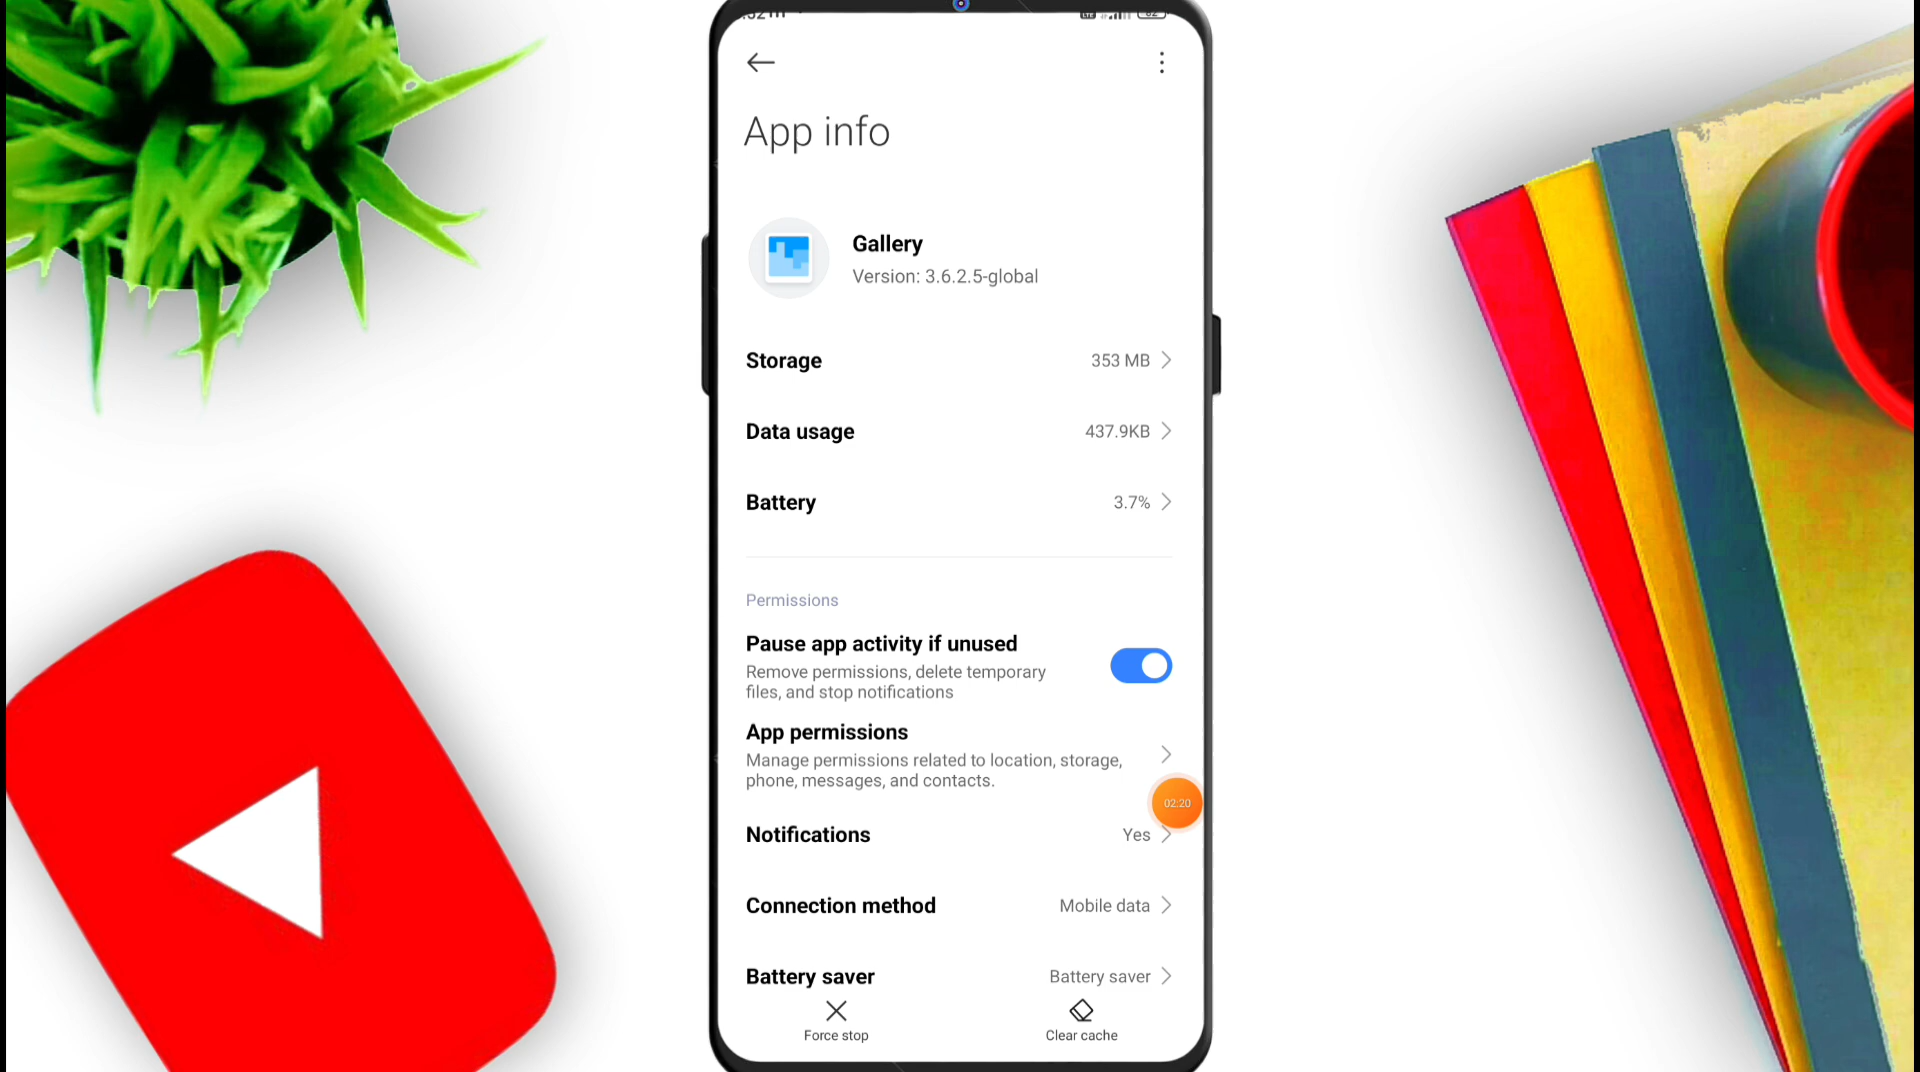 App info
Gallery
Version: 3.6.2.5-global
Storage 353 MB
Data usage 437.9KB
Battery 3.7%
Permissions
Pause app activity if unused
Remove permissions, delete temporary
files, and stop notifications
App permissions
Manage permissions related to location, storage,
phone, messages, and contacts.
02:20
Notifications Yes
Connection method Mobile data
Battery saver Battery saver
Force stop Clear cache